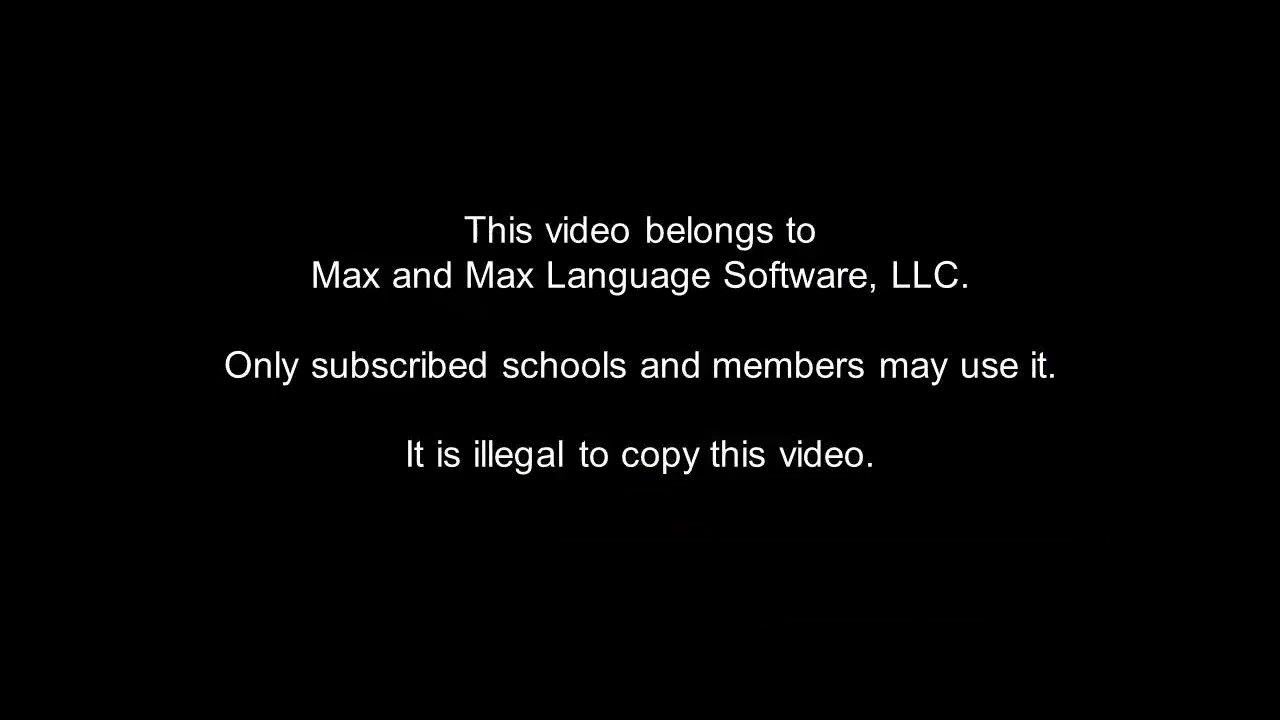 This video belongs to
Max and Max Language Software, LLC.
Only subscribed schools and members may use it.
It is illegal to copy this video.